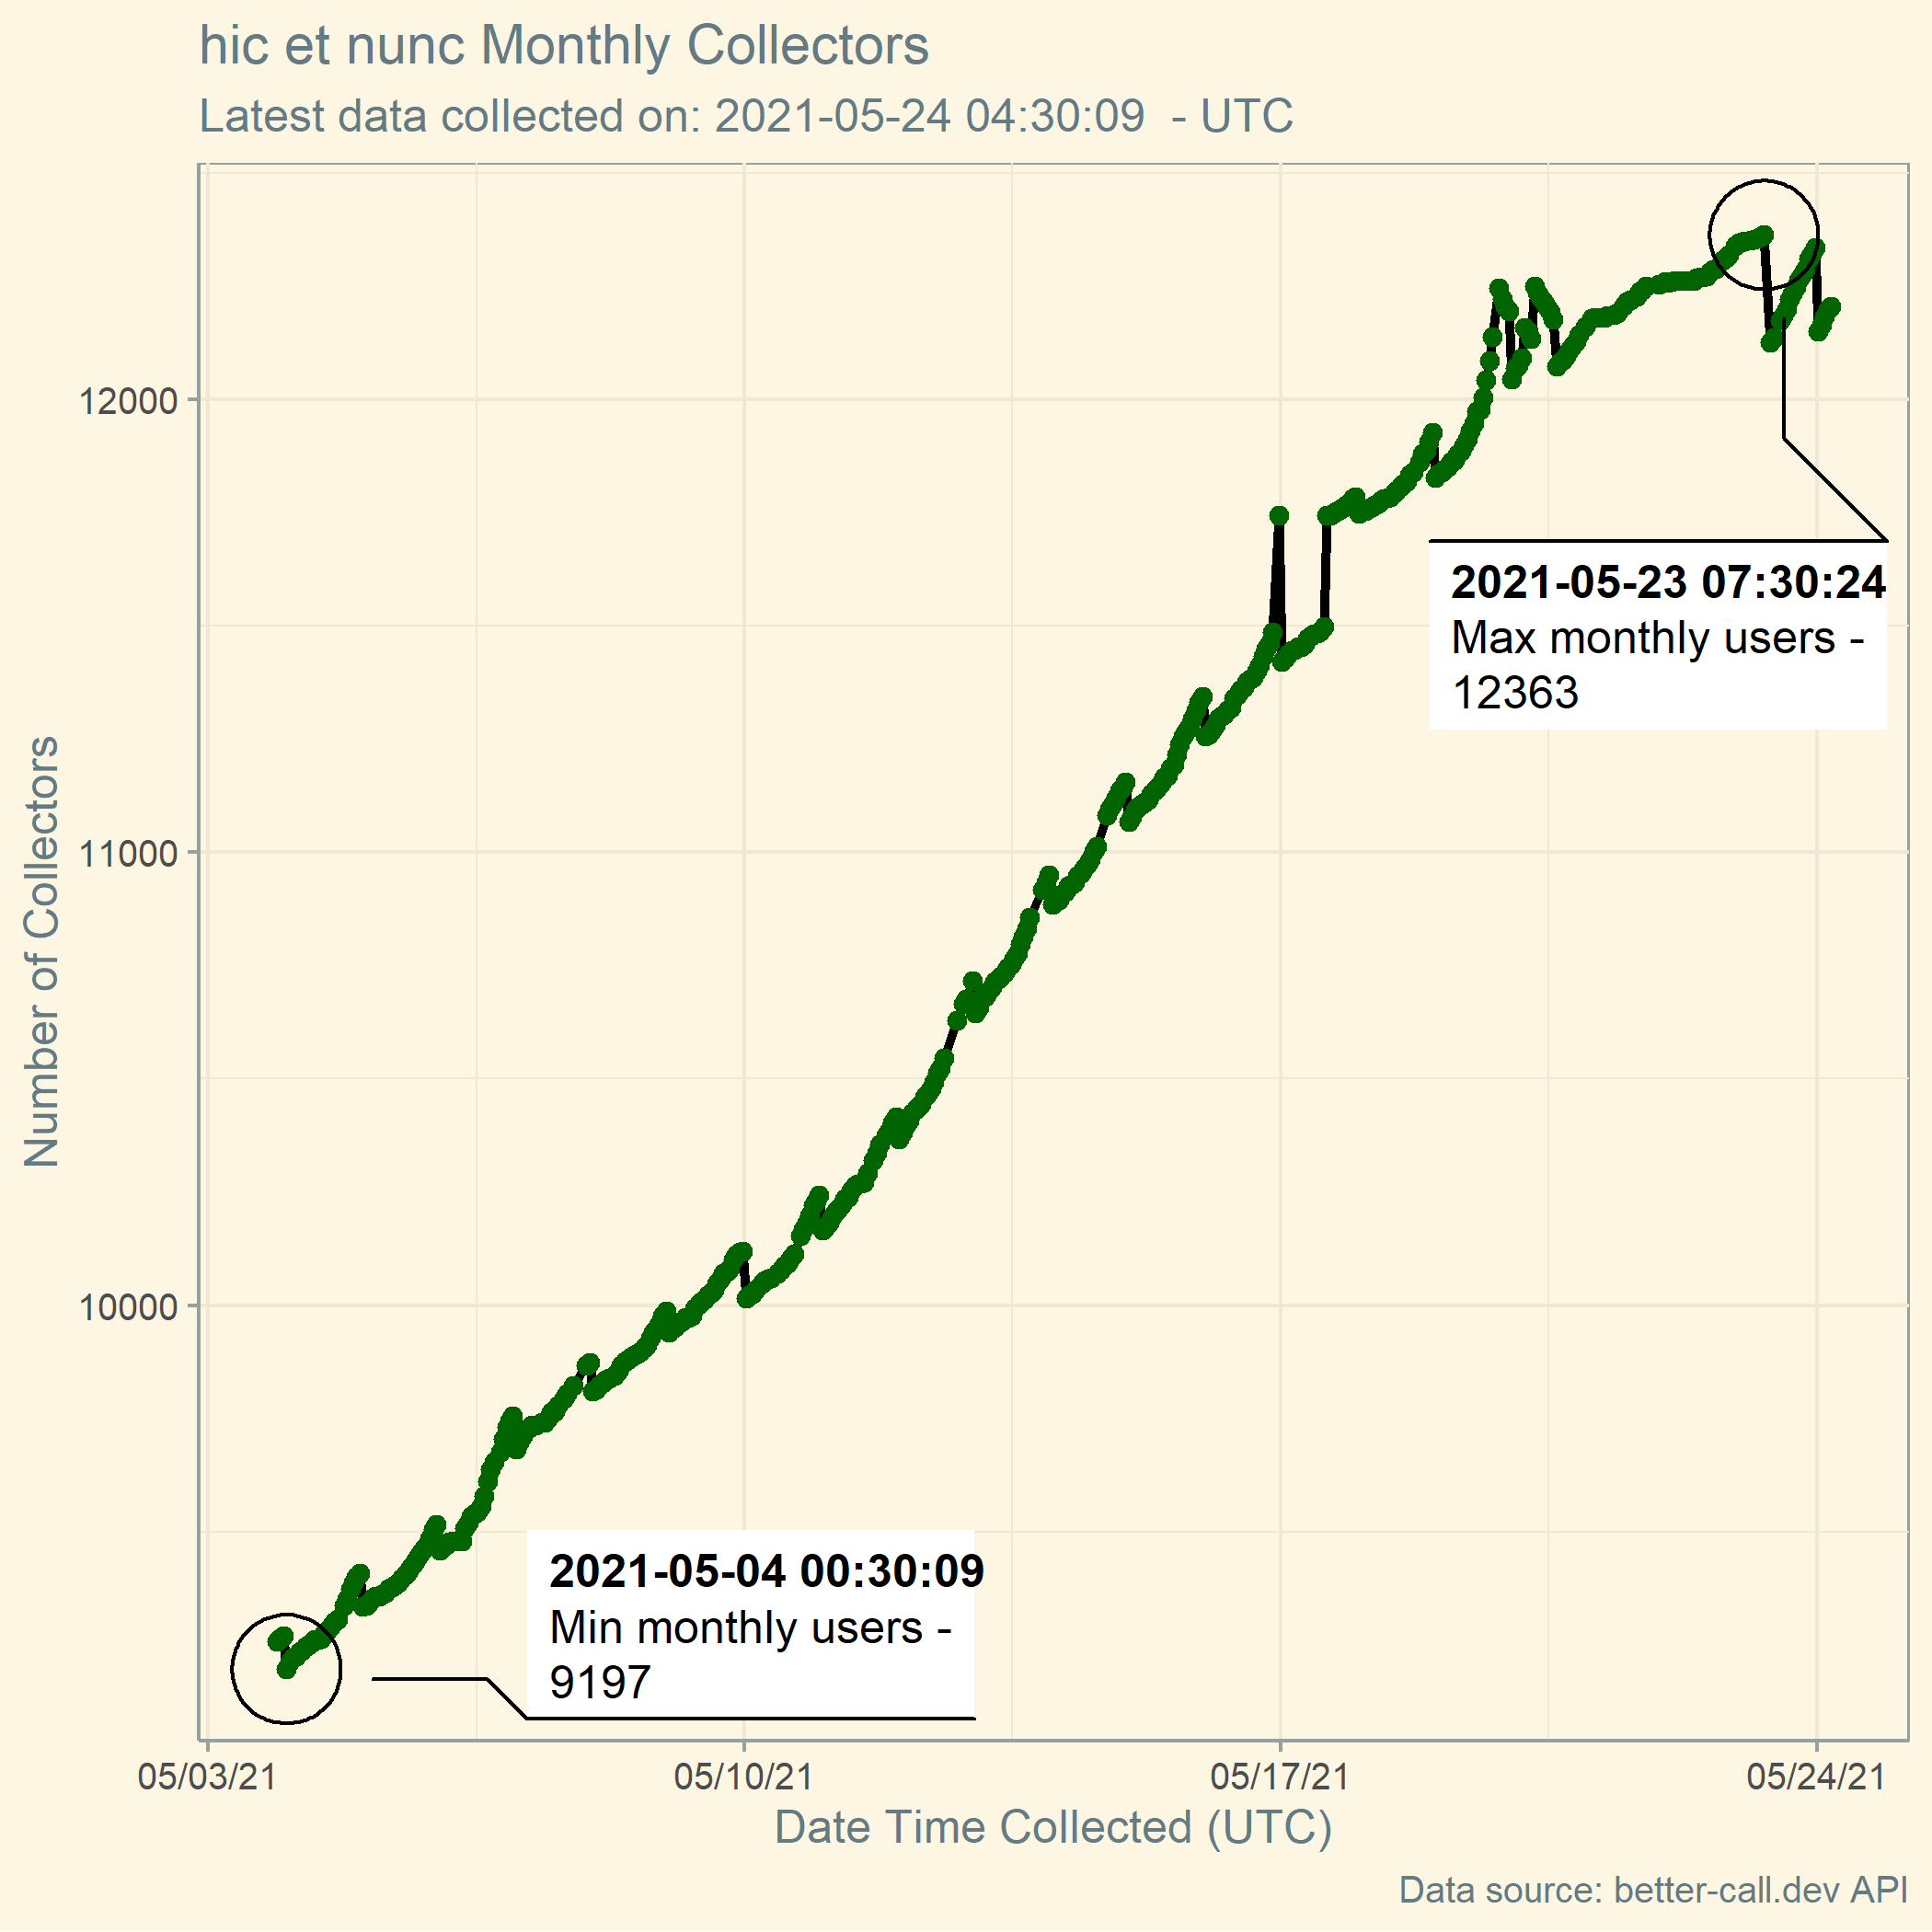 hic et nunc Monthly Collectors
Latest data collected on: 2021-05-24 04:30:09  - UTC
Number of Collectors
12000
11000
10000
2021-05-23 07:30:24
Max monthly users -
12363
2021-05-04 00:30:09
Min monthly users -
9197
05/03/21
05/10/21
05/17/21
05/24/21
Date Time Collected (UTC)
Data source: better-call.dev API